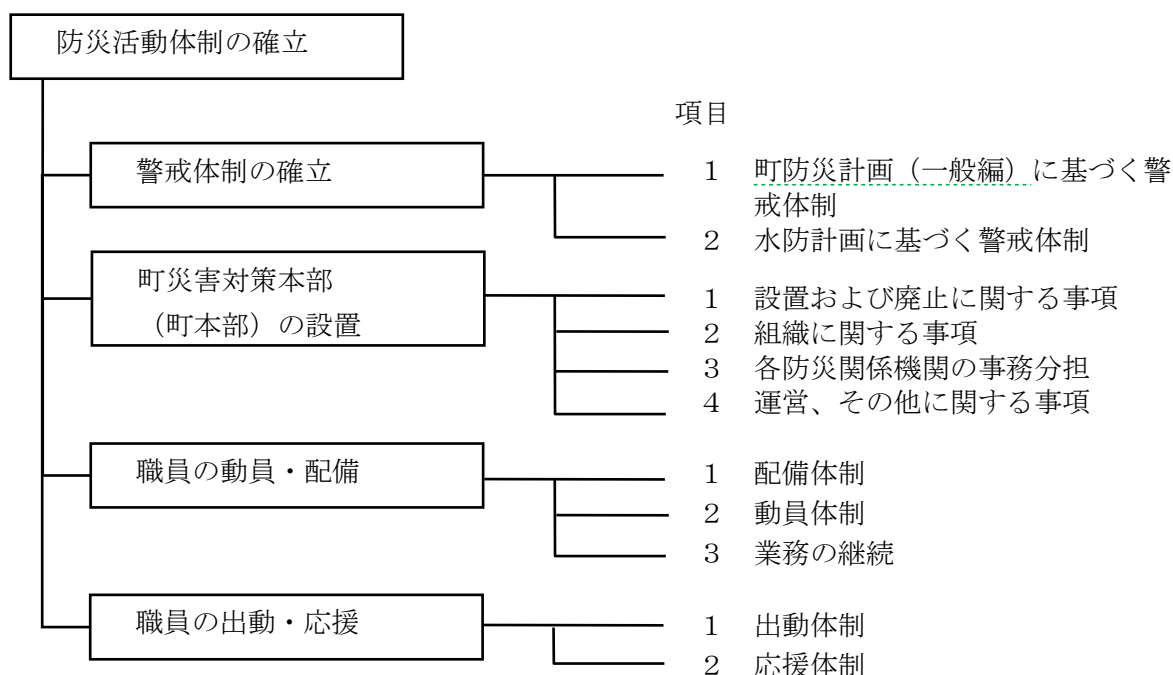 防災活動体制の確立
項目
警戒体制の確立
1 町防災計画（一般編）に基づく警
戒体制
2 水防計画に基づく警戒体制
町災害対策本部
（町本部）の設置
1 設置および廃止に関する事項
2 組織に関する事項
3 各防災関係機関の事務分担
4 運営、その他に関する事項
職員の動員・配備
1 配備体制
2 動員体制
3 業務の継続
職員の出動・応援
1 出動体制
2 応援体制